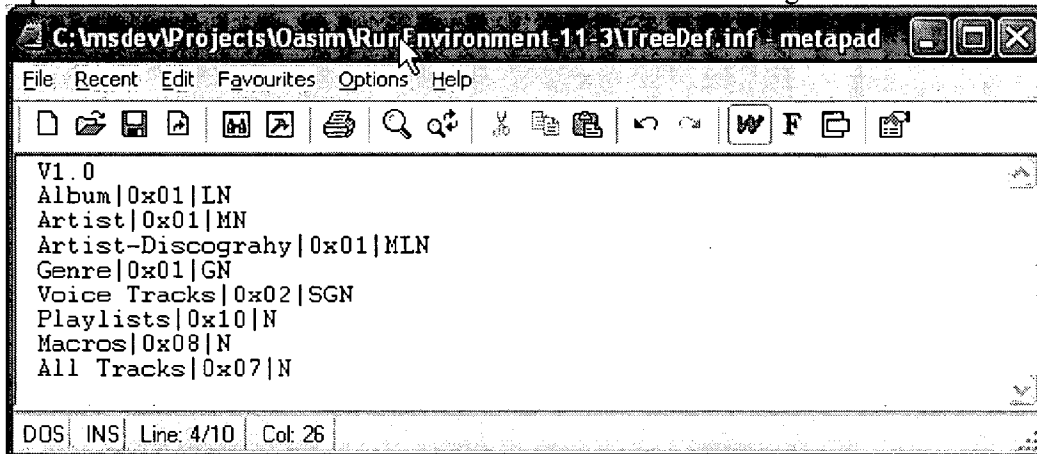 C:\msdev\Projects\Oasim\RunEnvironment-11-3\TreeDef.inf - metapad
File Recent Edit Favourites Options Help
W F
V1.0
Album|0x01|LN
Artist|0x01|MN
Artist-Discograhy|0x01|MLN
Genre|0x01|GN
Voice Tracks|0x02|SGN
Playlists|0x10|N
Macros|0x08|N
All Tracks|0x07|N
DOS INS Line: 4/10 Col: 26